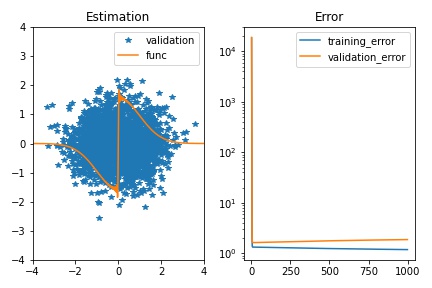 Estimation
validation
func
4
3
2
1
0
−1
−2
−3
−4
−4 −2 0 2 4
Error
training_error
validation_error
10⁴
10³
10²
10¹
10⁰
0 250 500 750 1000